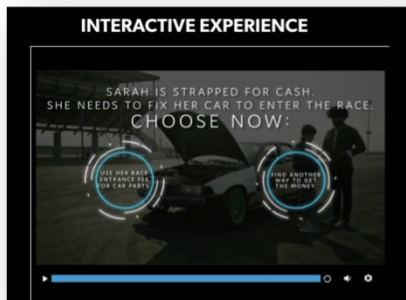 INTERACTIVE EXPERIENCE
SARAH IS STRAPPED FOR CASH.
SHE NEEDS TO FIX HER CAR TO ENTER THE RACE.
CHOOSE NOW:
USE HER RACE
ENTRANCE FEE
FOR CAR PARTS
FIND ANOTHER
WAY TO GET
THE MONEY